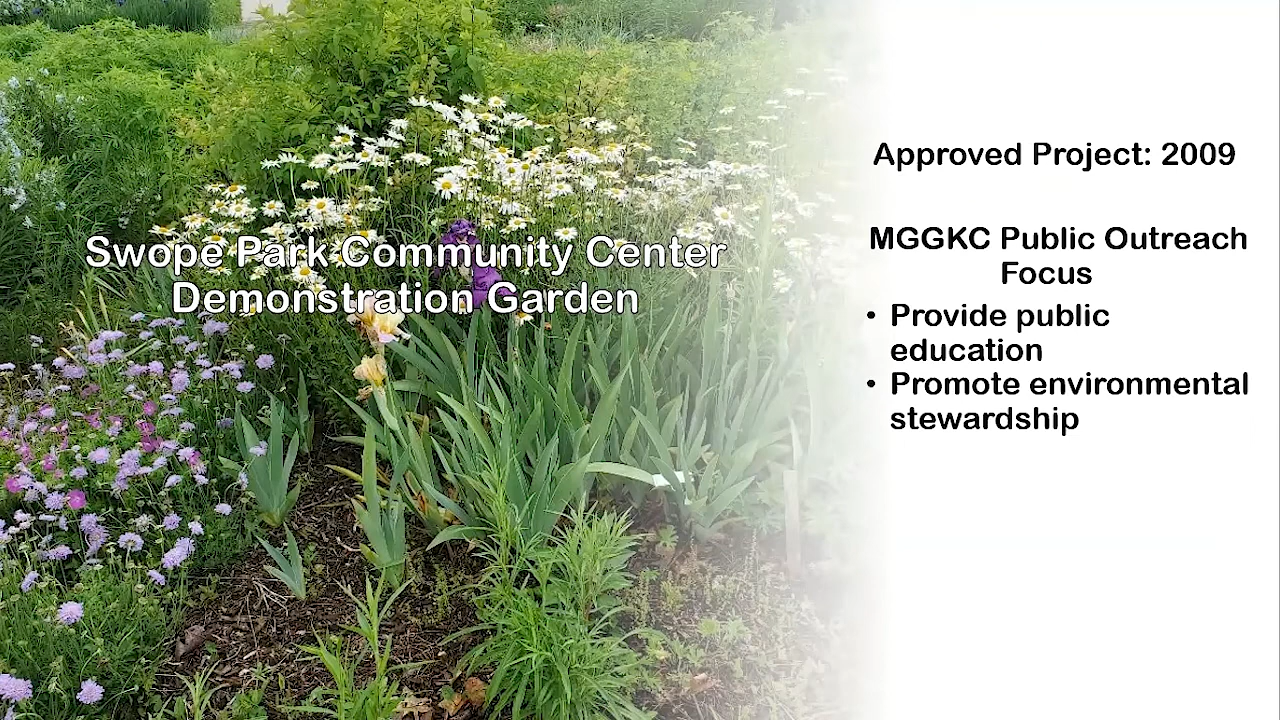 Swope Park Community Center
Demonstration Garden
Approved Project: 2009
MGGKC Public Outreach
Focus
• Provide public
education
• Promote environmental
stewardship